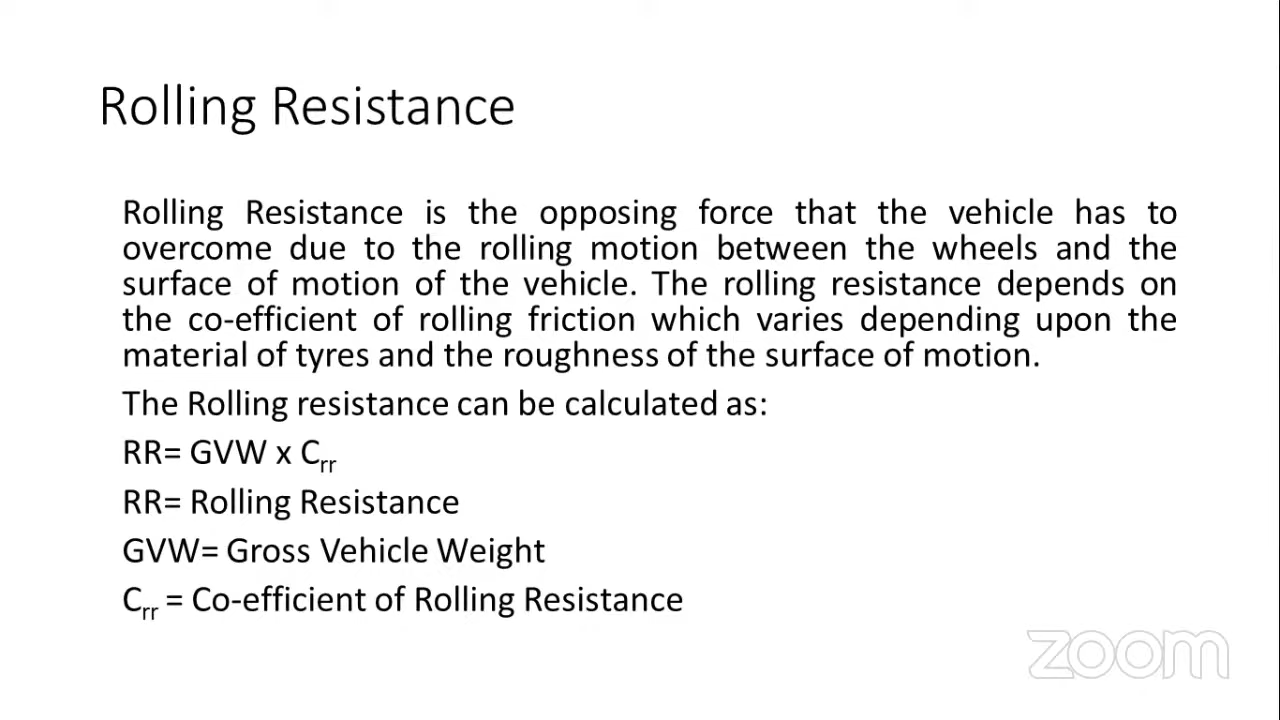 Rolling Resistance
Rolling Resistance is the opposing force that the vehicle has to
overcome due to the rolling motion between the wheels and the
surface of motion of the vehicle. The rolling resistance depends on
the co-efficient of rolling friction which varies depending upon the
material of tyres and the roughness of the surface of motion.
The Rolling resistance can be calculated as:
RR= GVW x Crr
RR= Rolling Resistance
GVW= Gross Vehicle Weight
Crr = Co-efficient of Rolling Resistance
zoom